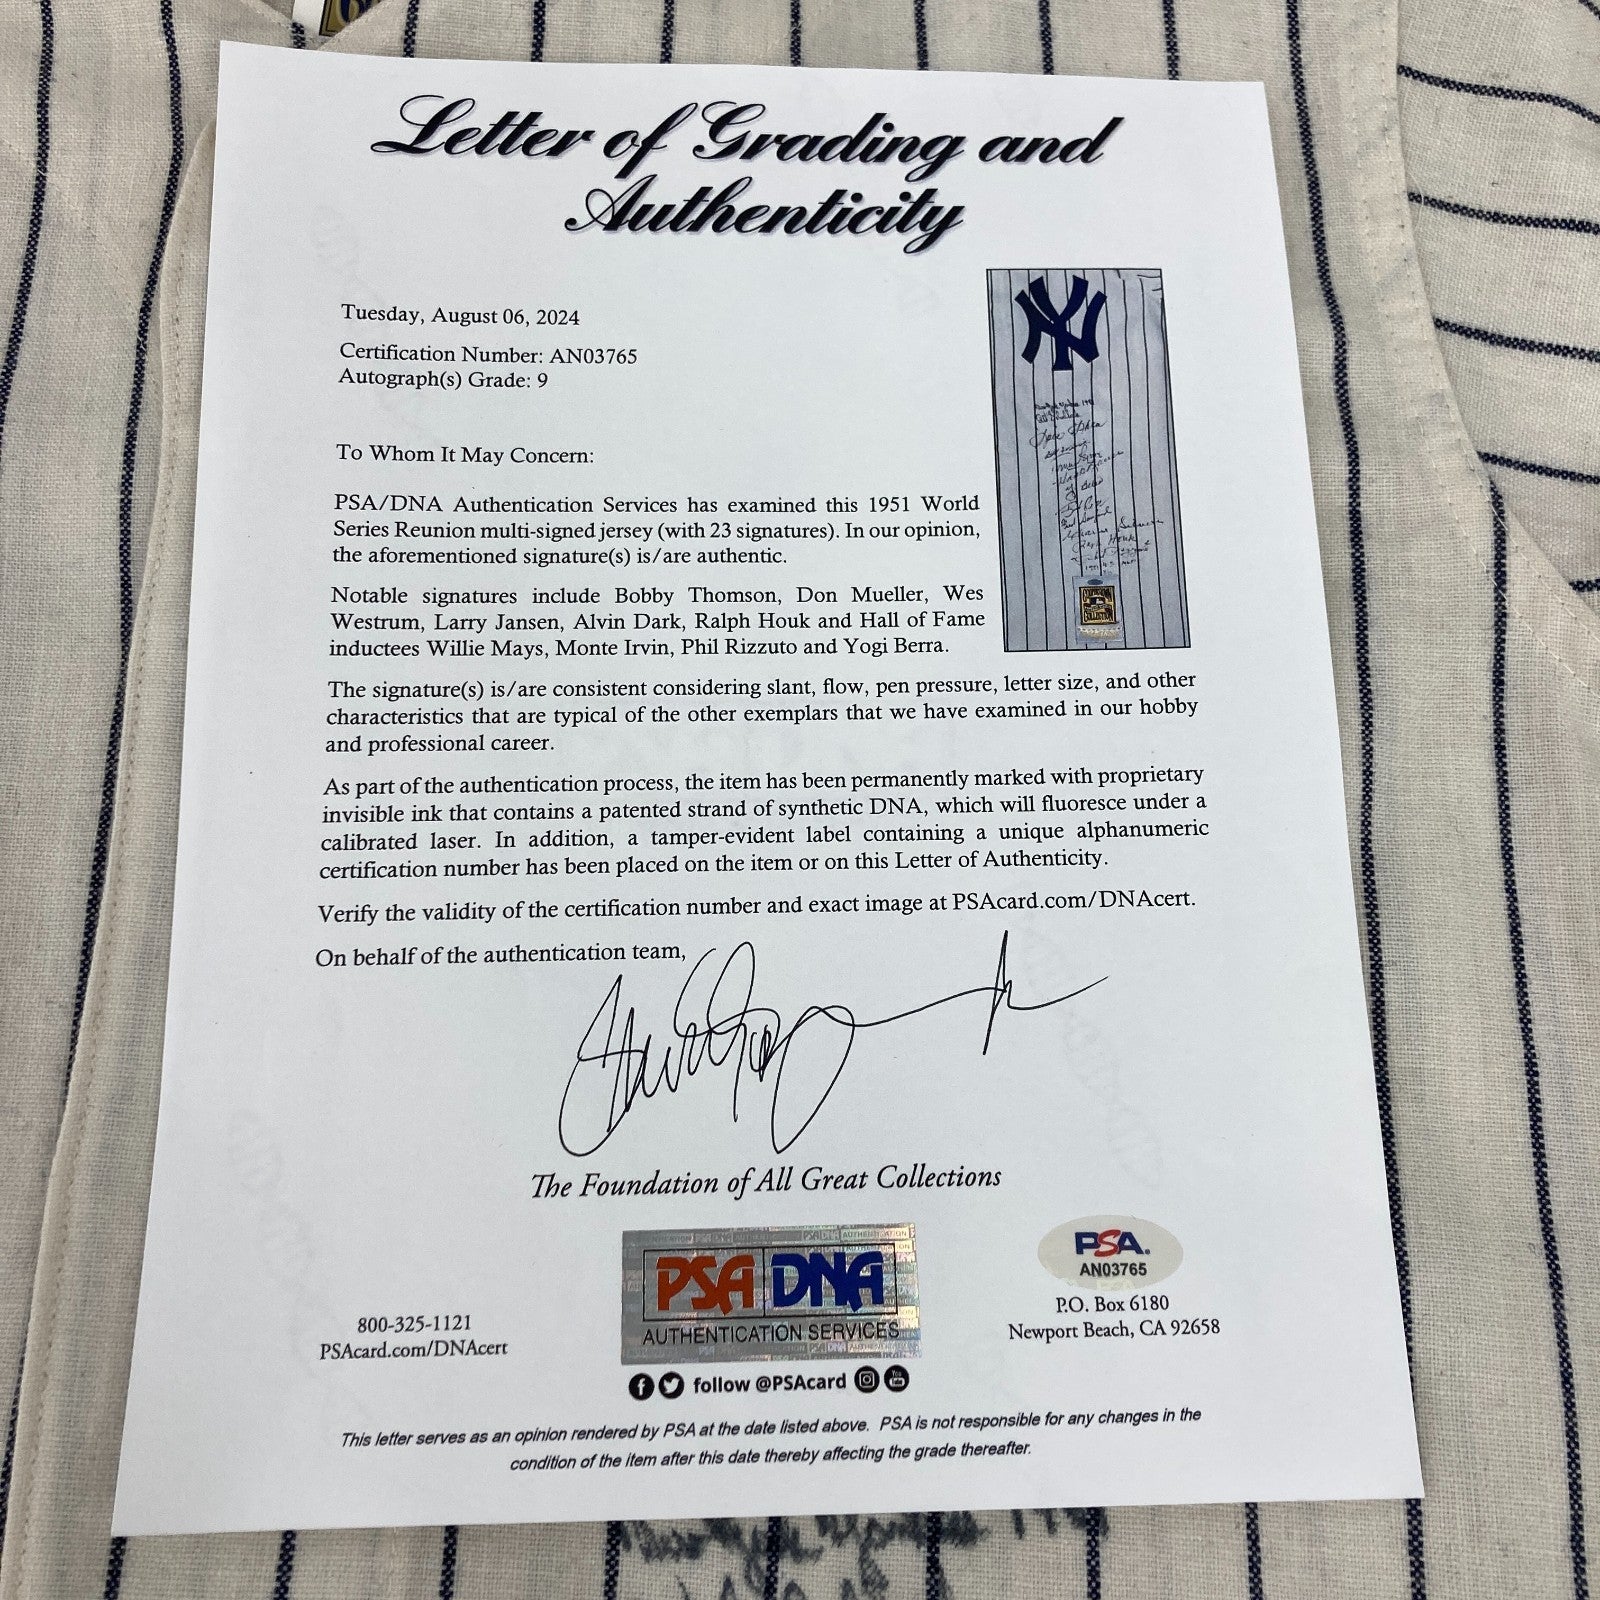 Letter of Grading and
Authenticity
Tuesday, August 06, 2024
Certification Number: AN03765
Autograph(s) Grade: 9
To Whom It May Concern:
PSA/DNA Authentication Services has examined this 1951 World
Series Reunion multi-signed jersey (with 23 signatures). In our opinion,
the aforementioned signature(s) is/are authentic.
Notable signatures include Bobby Thomson, Don Mueller, Wes
Westrum, Larry Jansen, Alvin Dark, Ralph Houk and Hall of Fame
inductees Willie Mays, Monte Irvin, Phil Rizzuto and Yogi Berra.
The signature(s) is/are consistent considering slant, flow, pen pressure, letter size, and other
characteristics that are typical of the other exemplars that we have examined in our hobby
and professional career.
As part of the authentication process, the item has been permanently marked with proprietary
invisible ink that contains a patented strand of synthetic DNA, which will fluoresce under a
calibrated laser. In addition, a tamper-evident label containing a unique alphanumeric
certification number has been placed on the item or on this Letter of Authenticity.
Verify the validity of the certification number and exact image at PSAcard.com/DNAcert.
On behalf of the authentication team,
The Foundation of All Great Collections
PSA DNA
AUTHENTICATION SERVICES
PSA.
AN03765
800-325-1121
PSAcard.com/DNAcert
P.O. Box 6180
Newport Beach, CA 92658
follow @PSAcard
This letter serves as an opinion rendered by PSA at the date listed above. PSA is not responsible for any changes in the
condition of the item after this date thereby affecting the grade thereafter.